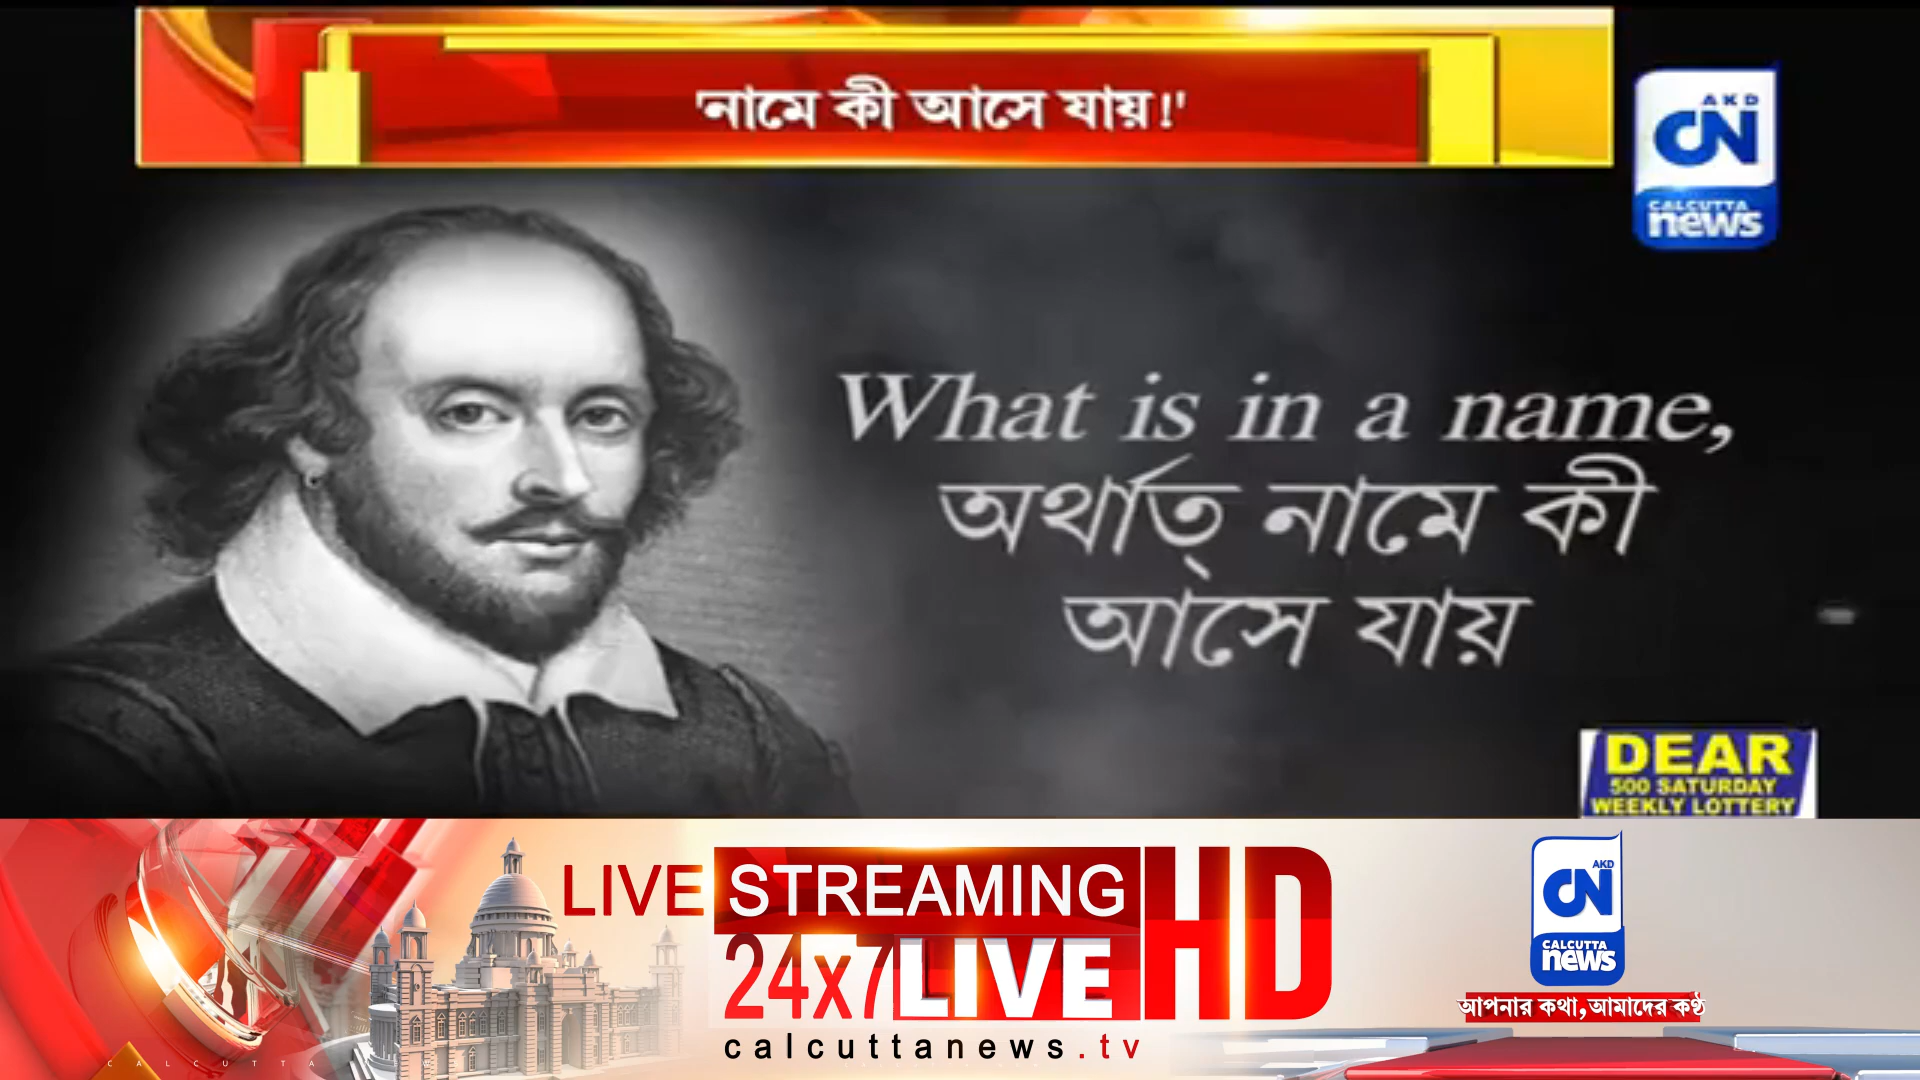 'নামে কী আসে যায়!'
AKD
CN
CALCUTTA
news
What is in a name,
অর্থাত্‌ নামে কী
আসে যায়
DEAR
500 SATURDAY
WEEKLY LOTTERY
LIVE STREAMING HD
24x7 LIVE
calcuttanews.tv
AKD
CN
CALCUTTA
news
আপনার কথা,আমাদের কণ্ঠ
CALCUTTA